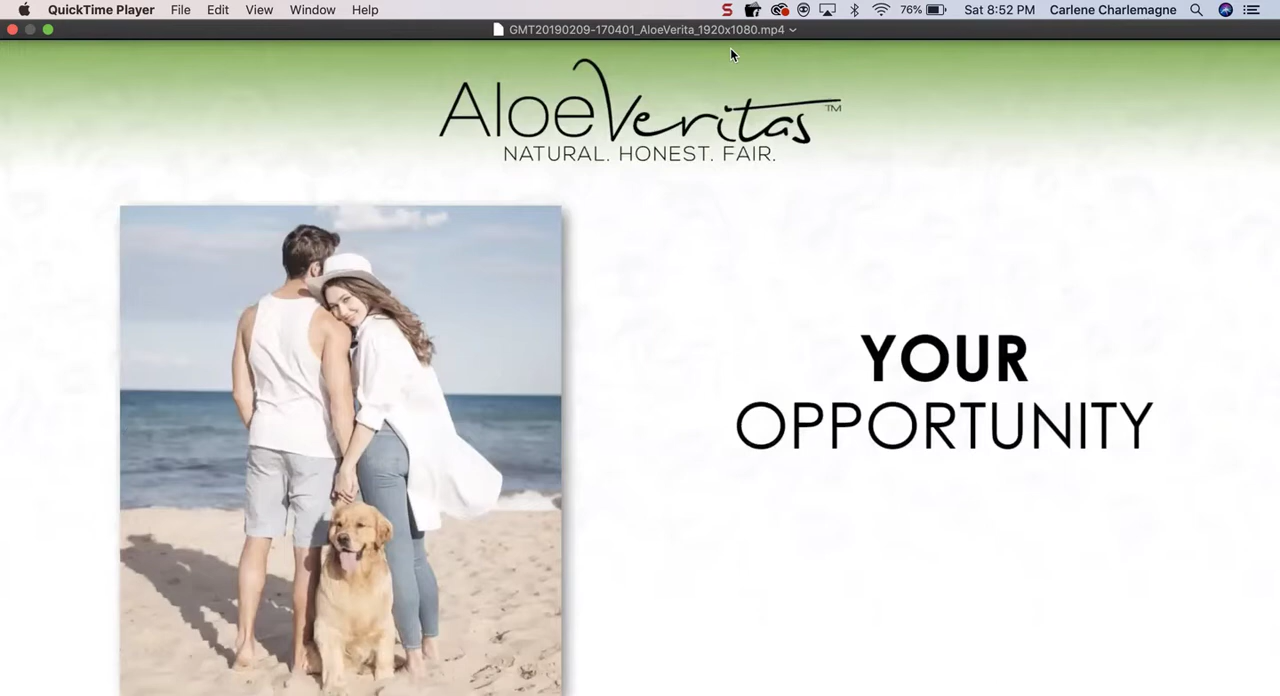 QuickTime Player File Edit View Window Help 76% Sat 8:52 PM Carlene Charlemagne
GMT20190209-170401_AloeVerita_1920x1080.mp4
AloeVeritas™
NATURAL. HONEST. FAIR.
YOUR
OPPORTUNITY